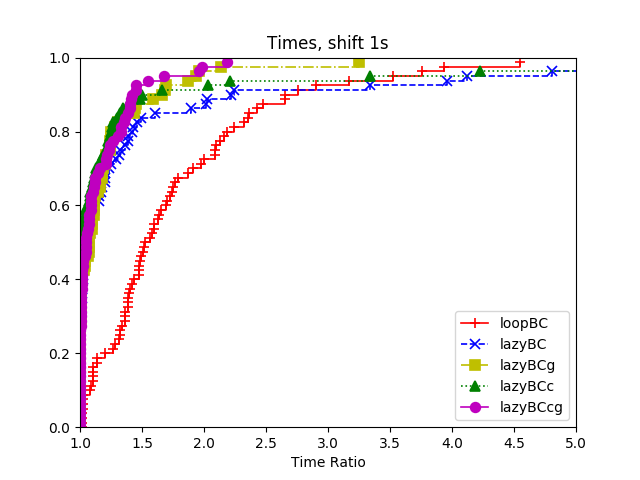 Times, shift 1s
1.0
0.8
0.6
0.4
0.2
0.0
1.0 1.5 2.0 2.5 3.0 3.5 4.0 4.5 5.0
Time Ratio
loopBC
lazyBC
lazyBCg
lazyBCc
lazyBCcg